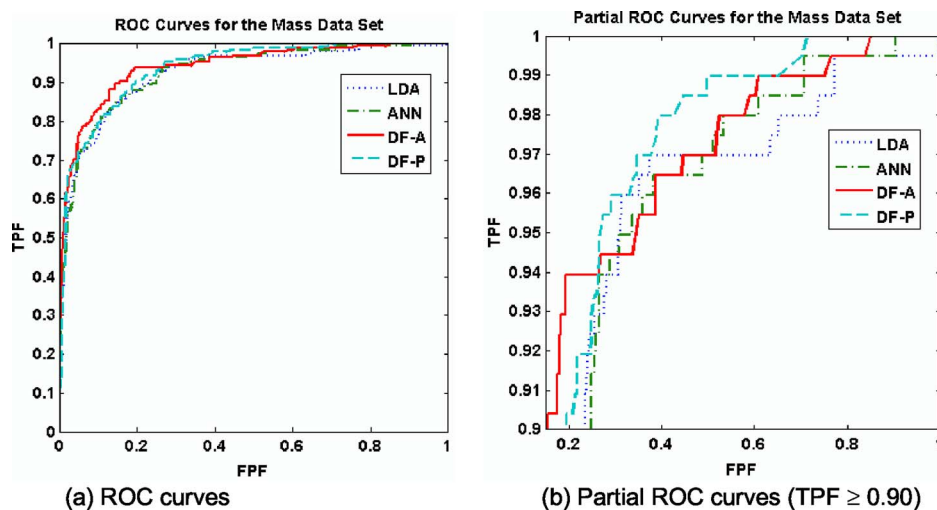 ROC Curves for the Mass Data Set
1
0.9
0.8
0.7
0.6
0.5
0.4
0.3
0.2
0.1
0
TPF
LDA
ANN
DF-A
DF-P
0 0.2 0.4 0.6 0.8 1
FPF
(a) ROC curves
Partial ROC Curves for the Mass Data Set
1
0.99
0.98
0.97
0.96
0.95
0.94
0.93
0.92
0.91
0.9
TPF
LDA
ANN
DF-A
DF-P
0.2 0.4 0.6 0.8
FPF
(b) Partial ROC curves (TPF ≥ 0.90)